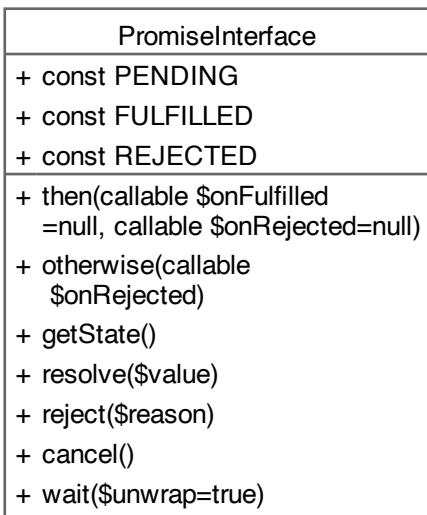 PromiseInterface
+ const PENDING
+ const FULFILLED
+ const REJECTED
+ then(callable $onFulfilled
=null, callable $onRejected=null)
+ otherwise(callable
$onRejected)
+ getState()
+ resolve($value)
+ reject($reason)
+ cancel()
+ wait($unwrap=true)